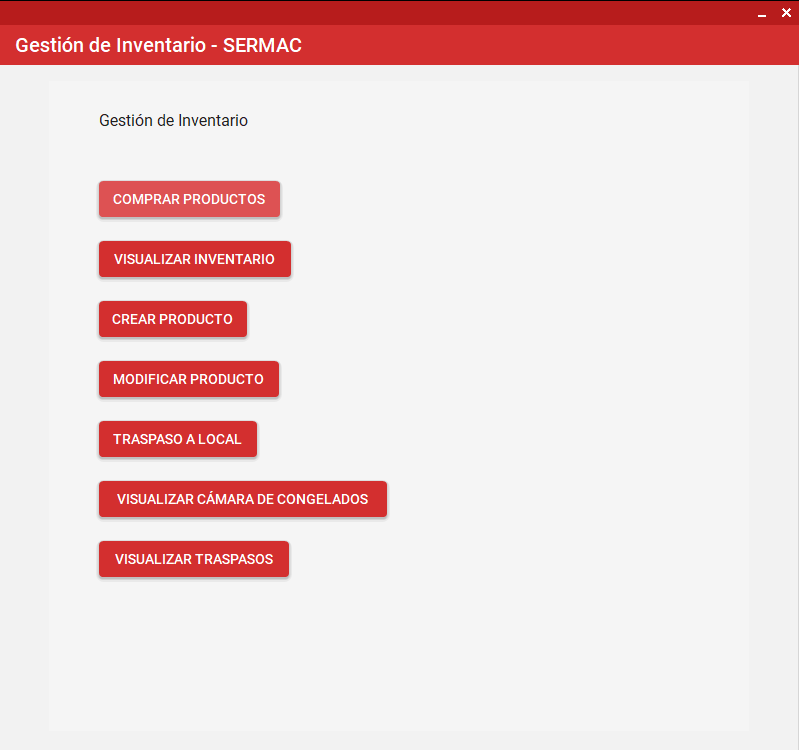 Gestión de Inventario - SERMAC
Gestión de Inventario
COMPRAR PRODUCTOS
VISUALIZAR INVENTARIO
CREAR PRODUCTO
MODIFICAR PRODUCTO
TRASPASO A LOCAL
VISUALIZAR CÁMARA DE CONGELADOS
VISUALIZAR TRASPASOS